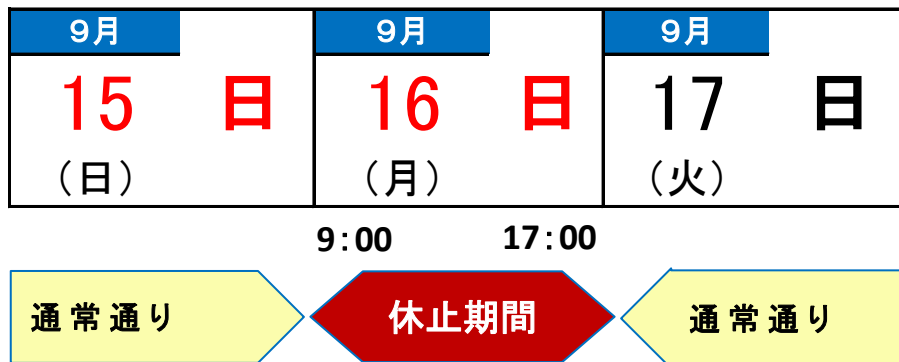 9月 9月 9月
15 日 16 日 17 日
(日) (月) (火)
9:00 17:00
通常通り 休止期間 通常通り